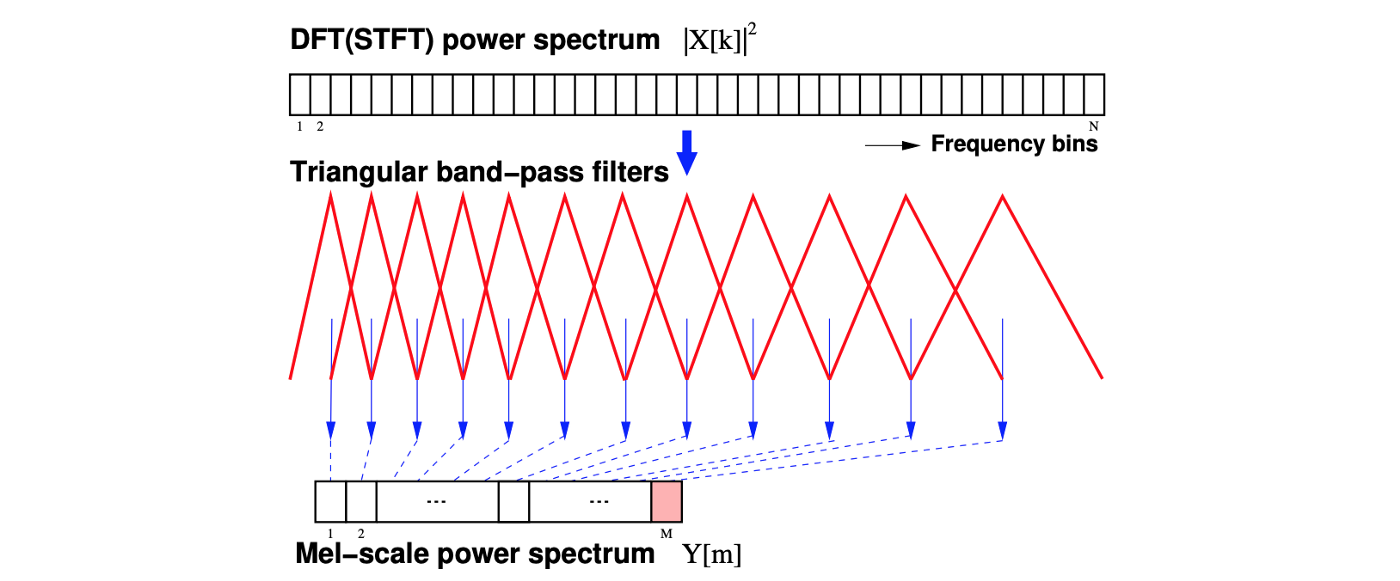 DFT(STFT) power spectrum |X[k]|²
1 2 N
Frequency bins
Triangular band–pass filters
... ...
1 2 M
Mel–scale power spectrum Y[m]